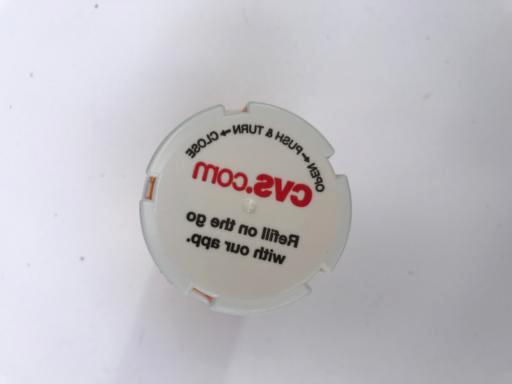 OPEN ← PUSH & TURN → CLOSE
CVS.com
Refill on the go
with our app.